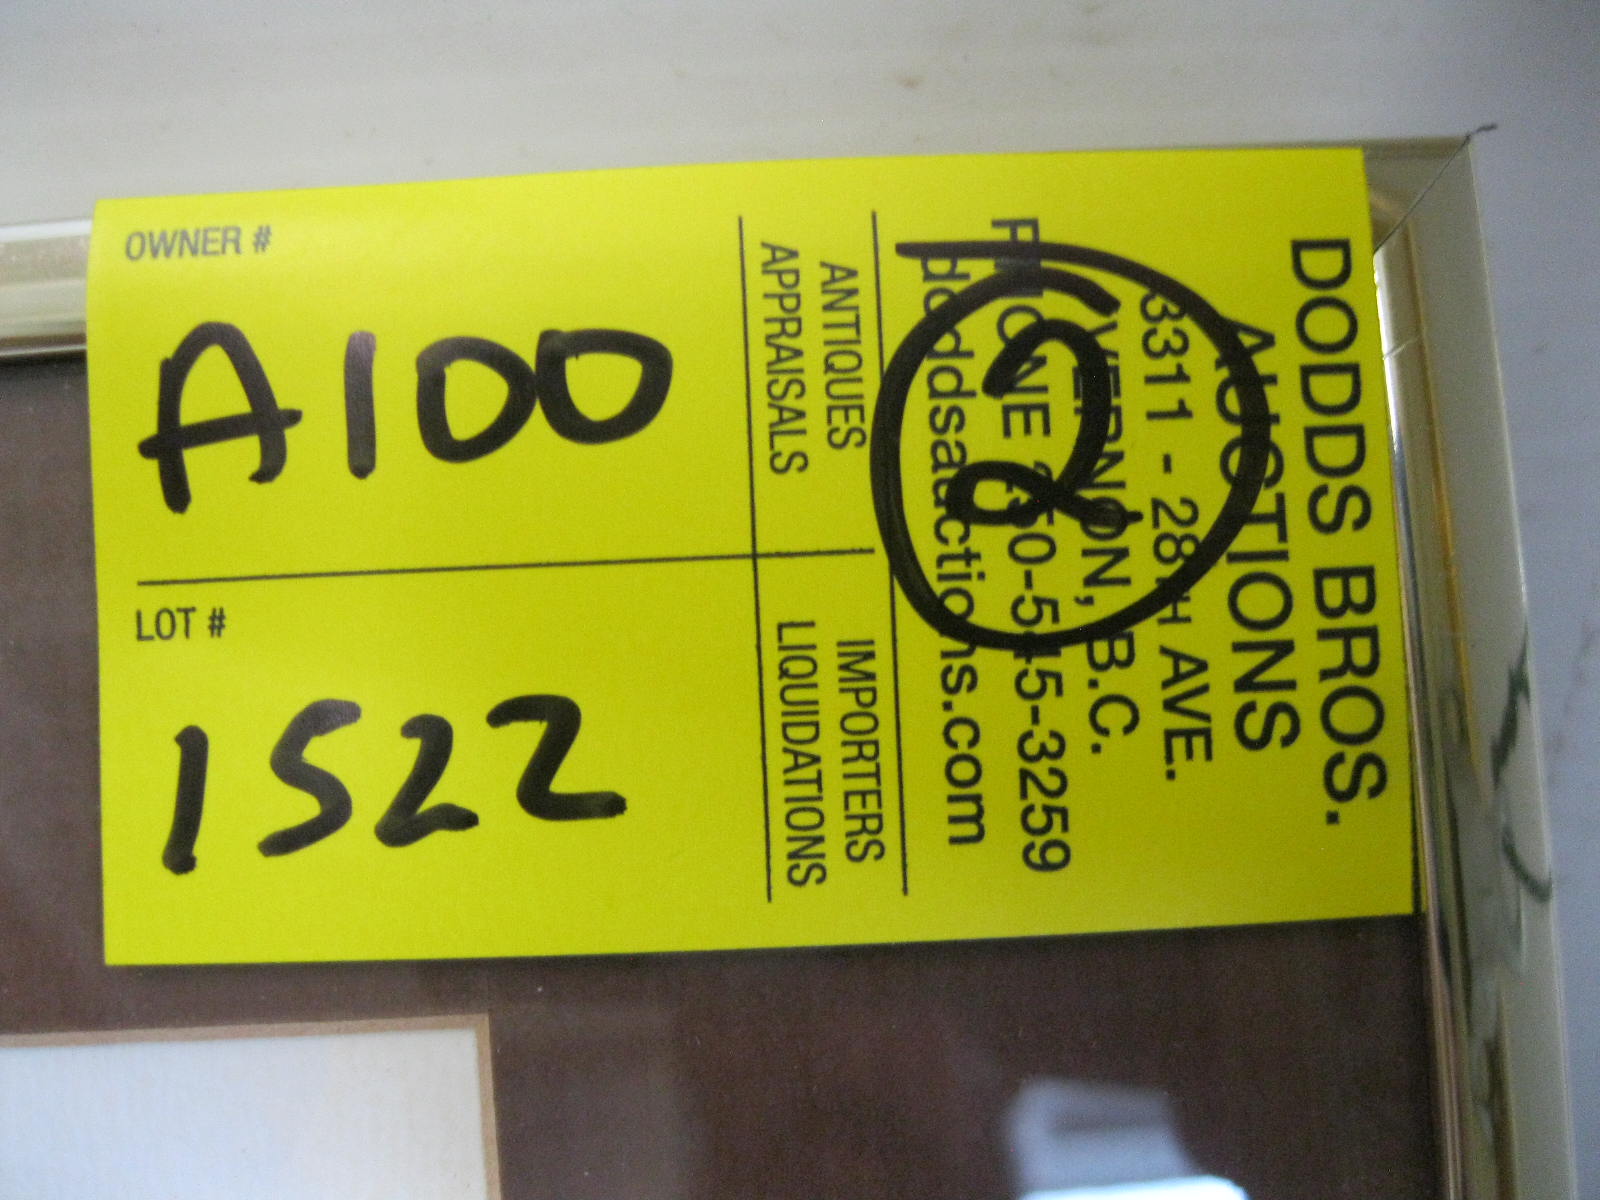 OWNER #
A100
LOT #
1522
DODDS BROS.
AUCTIONS
3311 - 28TH AVE.
VERNON, B.C.
PHONE 250-545-3259
doddsauctions.com
2
ANTIQUES
APPRAISALS
IMPORTERS
LIQUIDATIONS